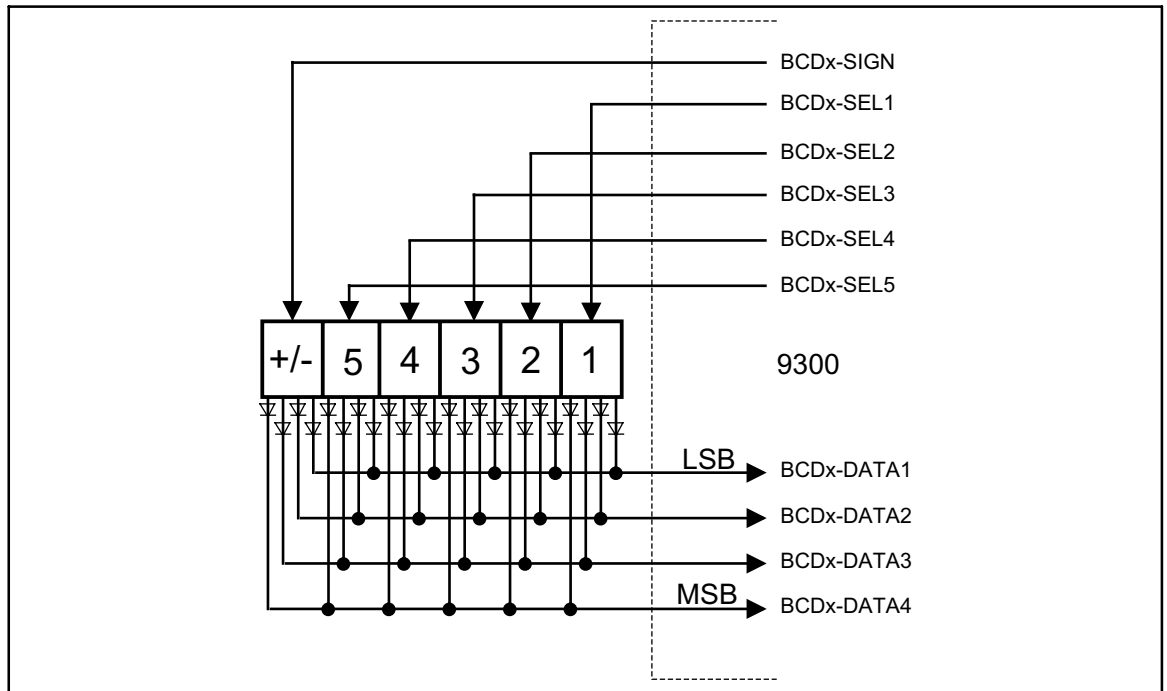 BCDx-SIGN
BCDx-SEL1
BCDx-SEL2
BCDx-SEL3
BCDx-SEL4
BCDx-SEL5
+/- 5 4 3 2 1
9300
LSB BCDx-DATA1
BCDx-DATA2
BCDx-DATA3
MSB BCDx-DATA4